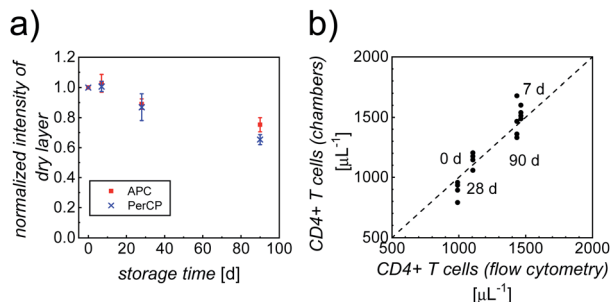 a)
normalized intensity of
dry layer
1.2
1.0
0.8
0.6
0.4
0.2
0.0
APC
PerCP
0 20 40 60 80 100
storage time [d]
b)
CD4+ T cells (chambers)
[µL-1]
2000
1500
1000
500
7 d
0 d
90 d
28 d
500 1000 1500 2000
CD4+ T cells (flow cytometry)
[µL-1]